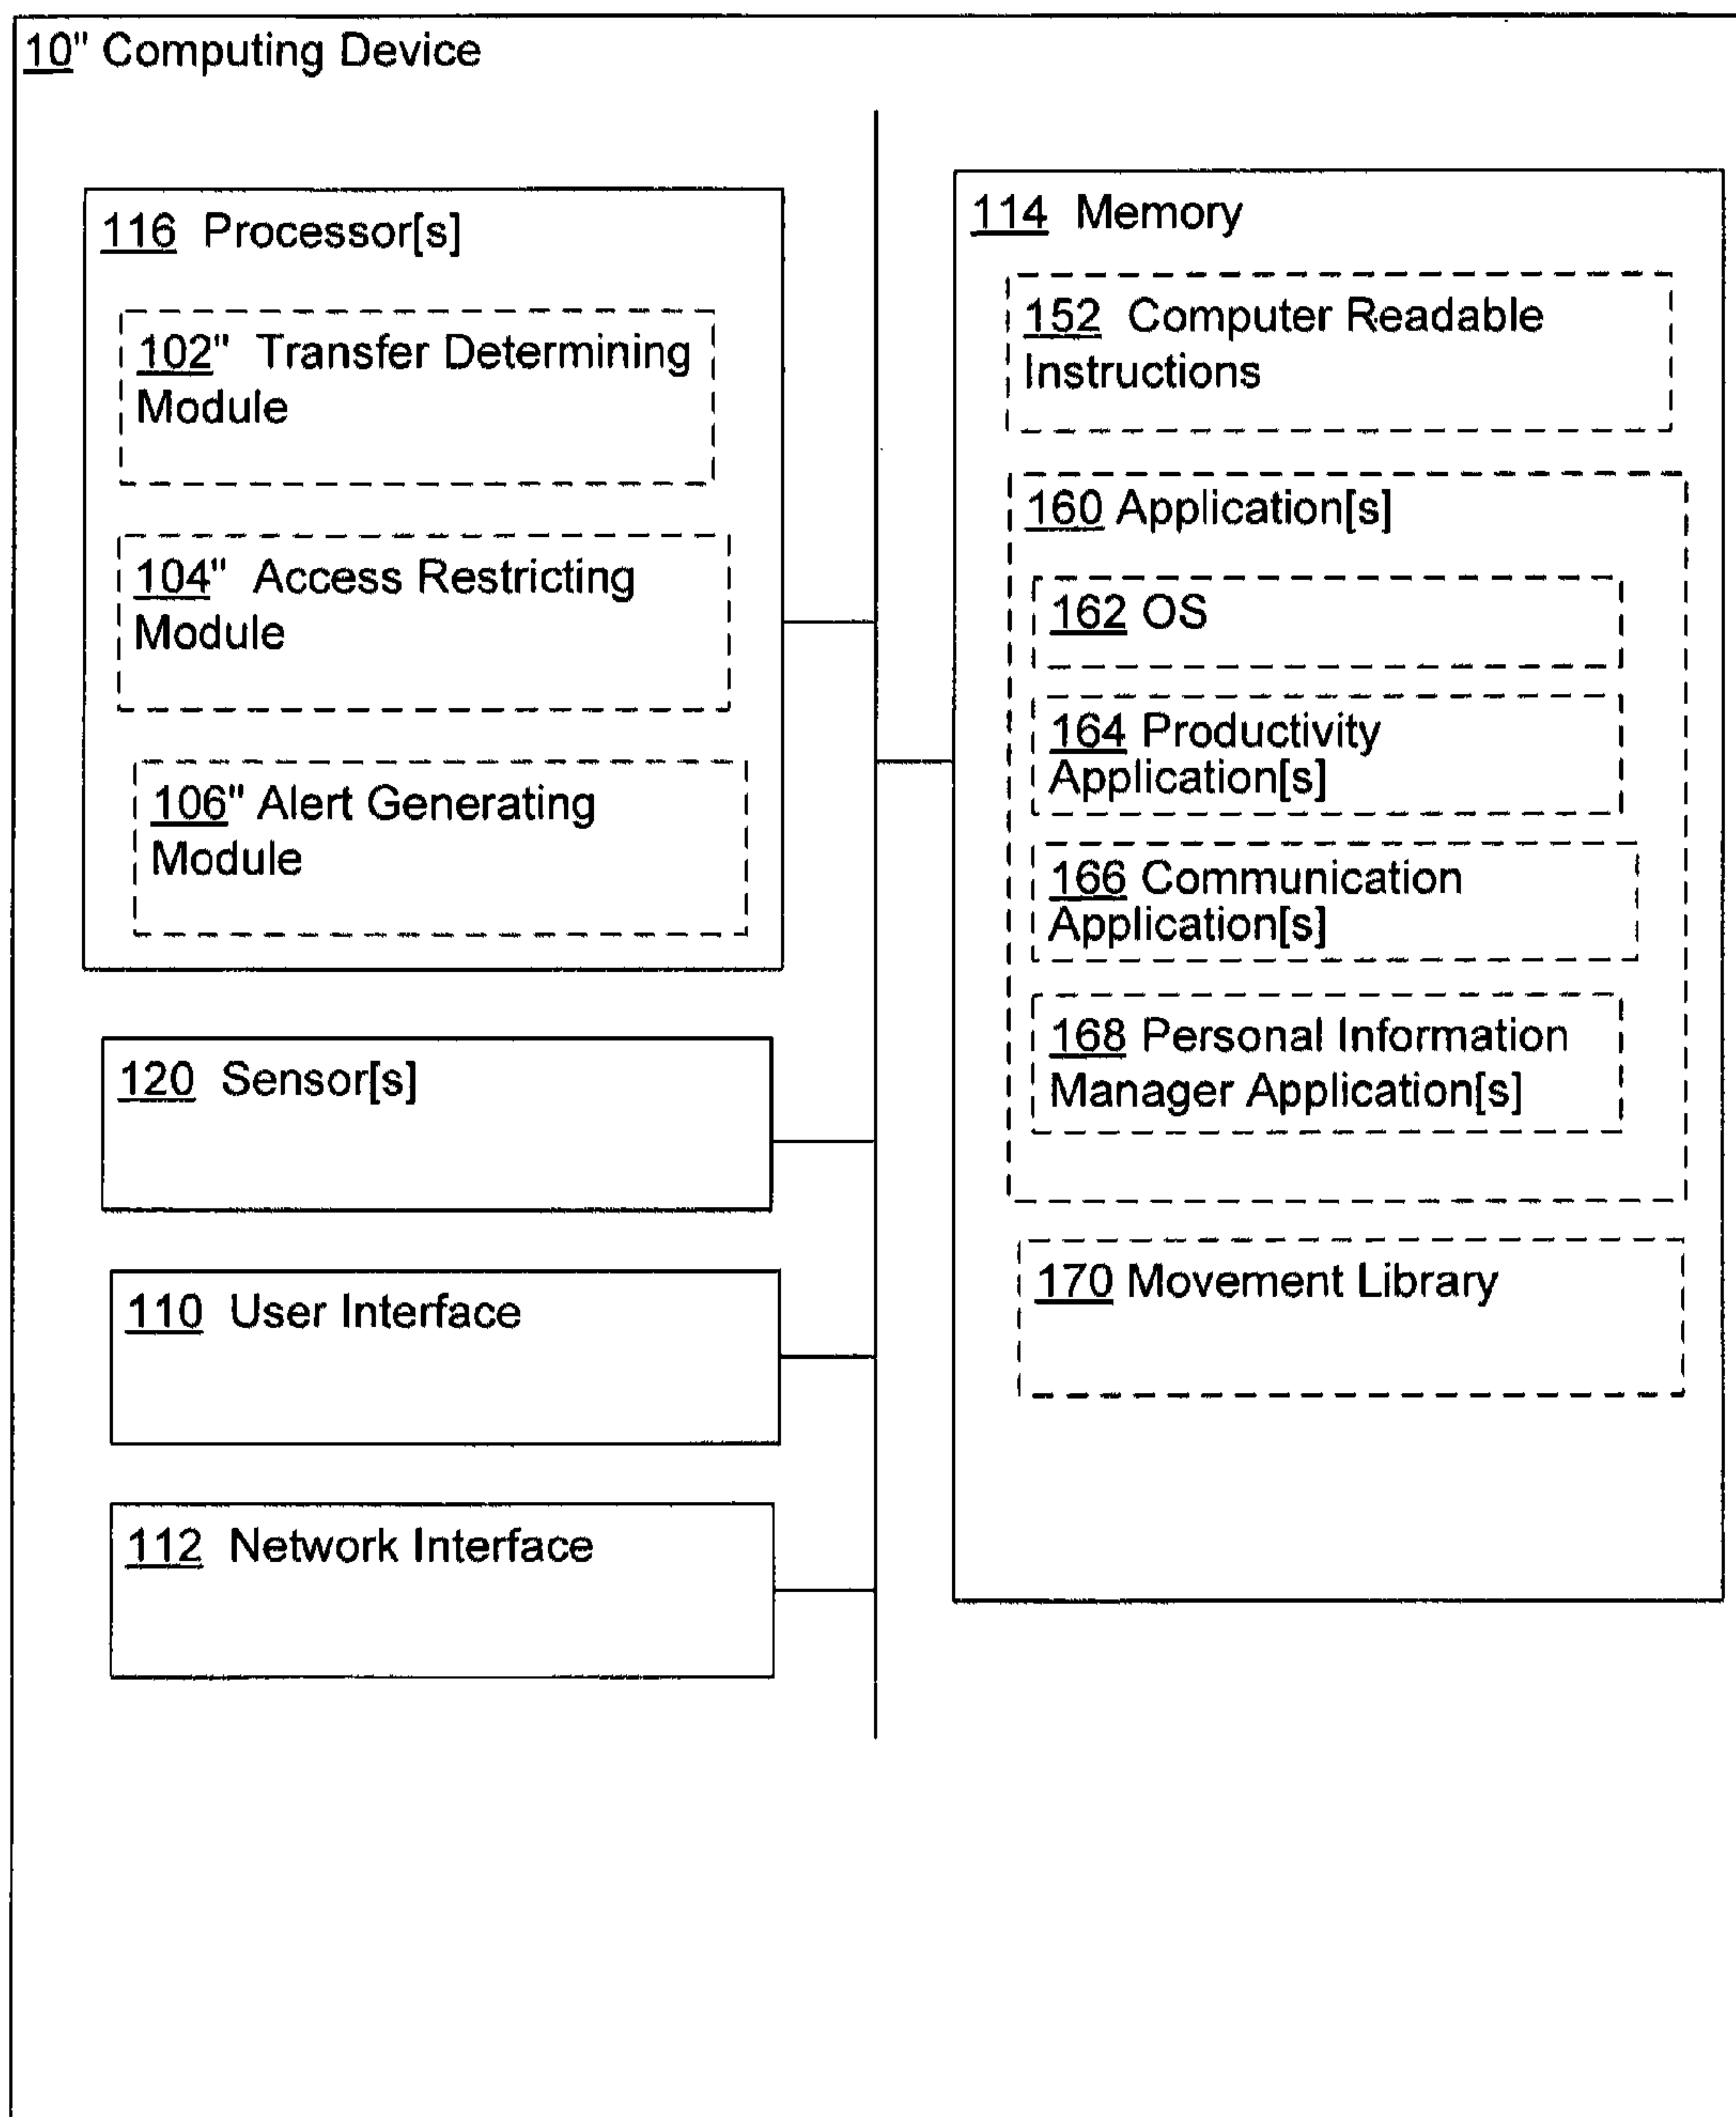 10" Computing Device
116 Processor[s]
102" Transfer Determining
Module
104" Access Restricting
Module
106" Alert Generating
Module
120 Sensor[s]
110 User Interface
112 Network Interface
114 Memory
152 Computer Readable
Instructions
160 Application[s]
162 OS
164 Productivity
Application[s]
166 Communication
Application[s]
168 Personal Information
Manager Application[s]
170 Movement Library